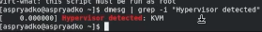 virt-what: this script must be run as root
[aspryadko@aspryadko ~]$ dmesg | grep -i "Hypervisor detected"
[    0.000000] Hypervisor detected: KVM
[aspryadko@aspryadko ~]$